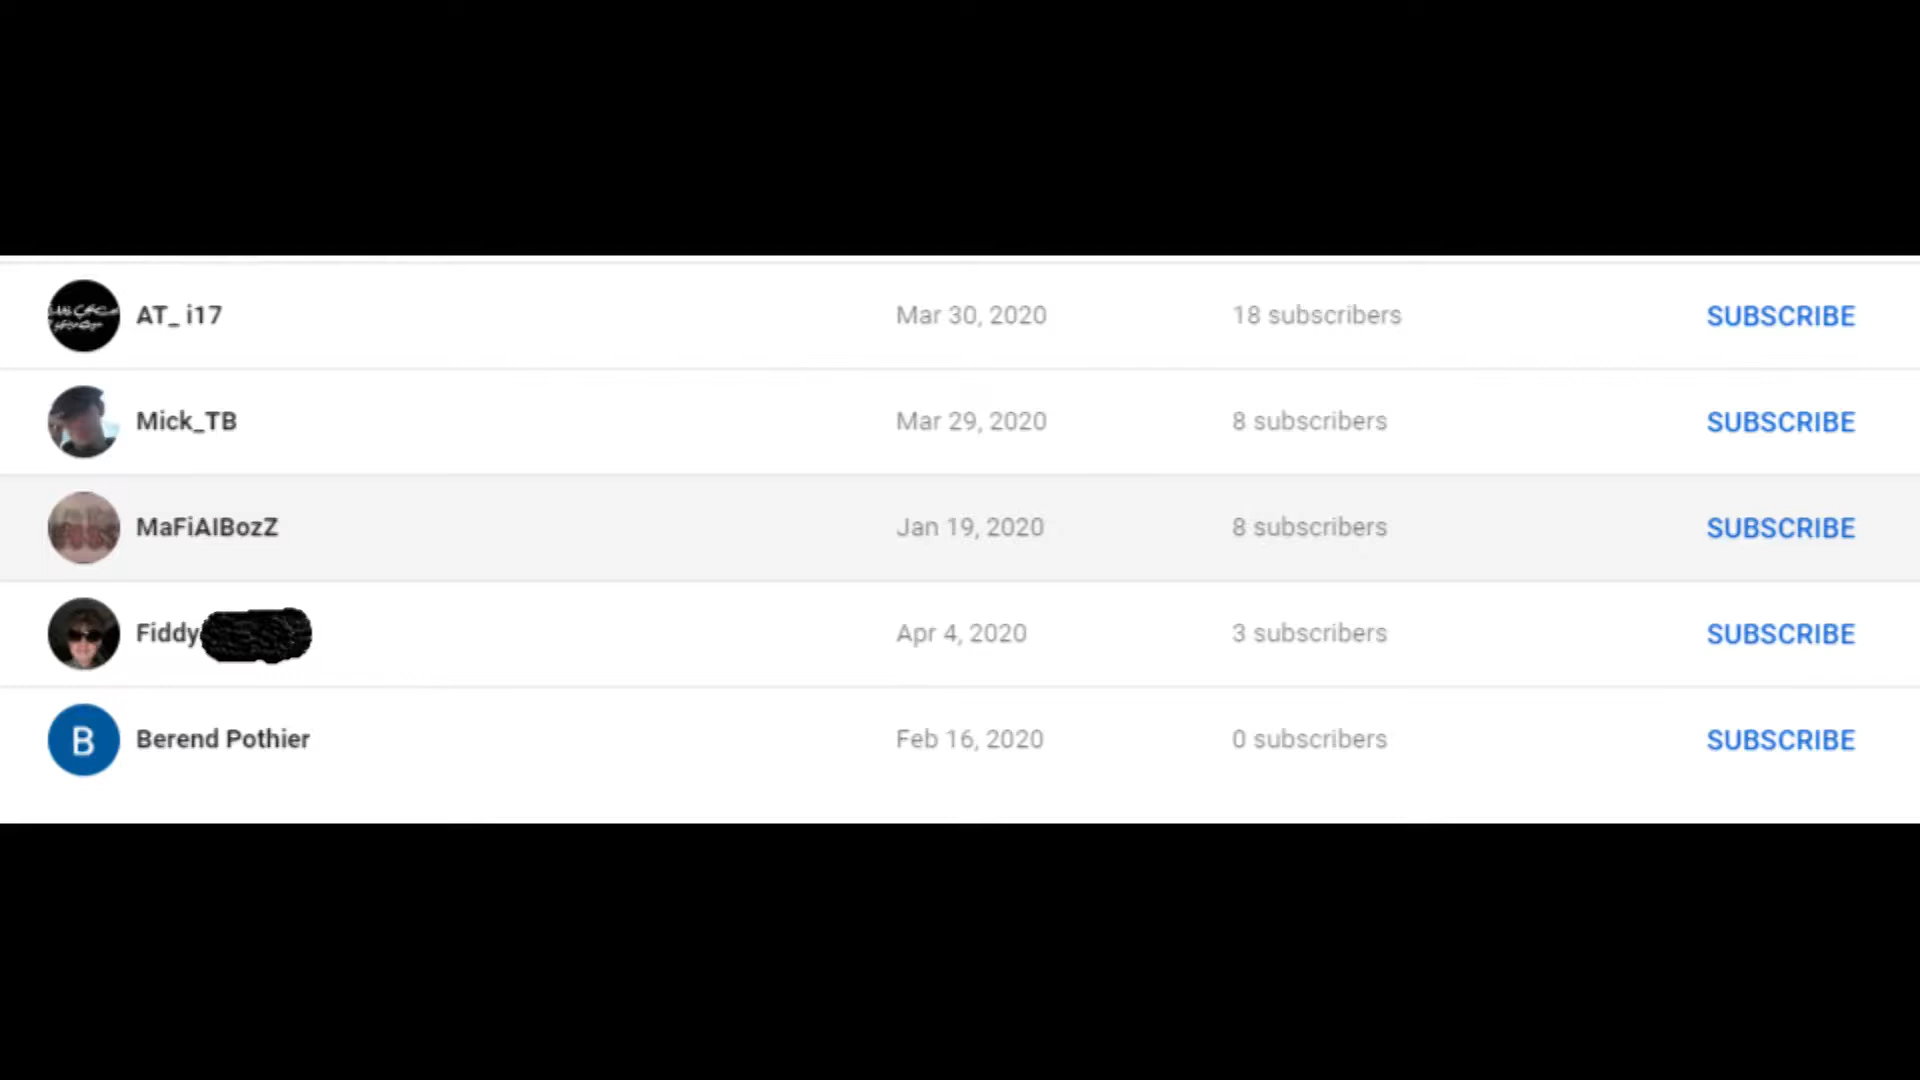 AT_ i17 Mar 30, 2020 18 subscribers SUBSCRIBE
Mick_TB Mar 29, 2020 8 subscribers SUBSCRIBE
MaFiAIBozZ Jan 19, 2020 8 subscribers SUBSCRIBE
Fiddy Apr 4, 2020 3 subscribers SUBSCRIBE
B Berend Pothier Feb 16, 2020 0 subscribers SUBSCRIBE